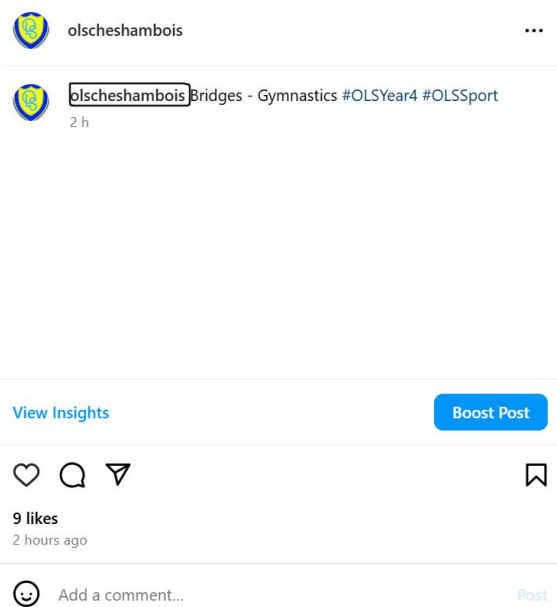 olscheshambois
olscheshambois Bridges - Gymnastics #OLSYear4 #OLSSport
2 h
View Insights
Boost Post
9 likes
2 hours ago
Add a comment...
Post